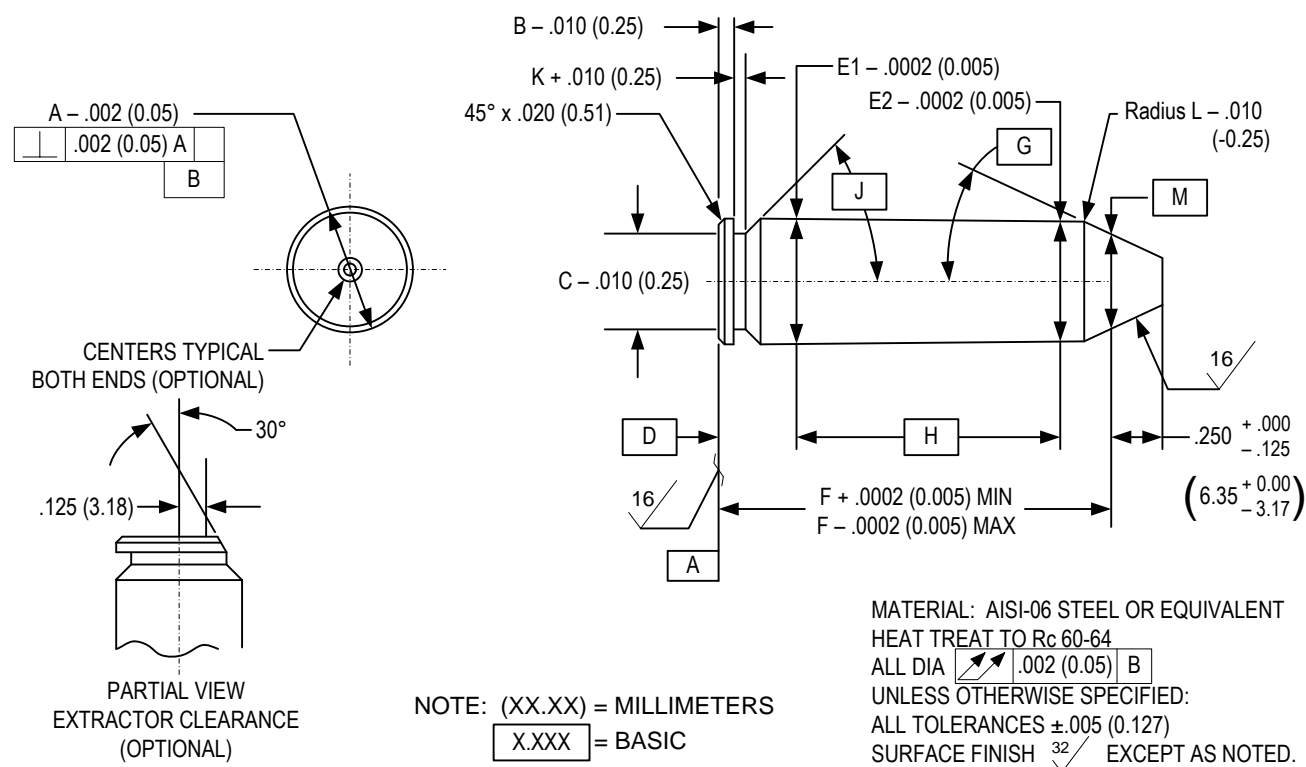 B – .010 (0.25)
K + .010 (0.25)
45° x .020 (0.51)
E1 – .0002 (0.005)
E2 – .0002 (0.005)
Radius L – .010
(-0.25)
A – .002 (0.05)
.002 (0.05) A
B
G
J
M
C – .010 (0.25)
CENTERS TYPICAL
BOTH ENDS (OPTIONAL)
16
30°
D
H
.250 + .000
– .125
.125 (3.18)
16
F + .0002 (0.005) MIN
F – .0002 (0.005) MAX
(6.35 + 0.00
– 3.17)
A
PARTIAL VIEW
EXTRACTOR CLEARANCE
(OPTIONAL)
NOTE: (XX.XX) = MILLIMETERS
X.XXX = BASIC
MATERIAL: AISI-06 STEEL OR EQUIVALENT
HEAT TREAT TO Rc 60-64
ALL DIA .002 (0.05) B
UNLESS OTHERWISE SPECIFIED:
ALL TOLERANCES ±.005 (0.127)
SURFACE FINISH 32 EXCEPT AS NOTED.